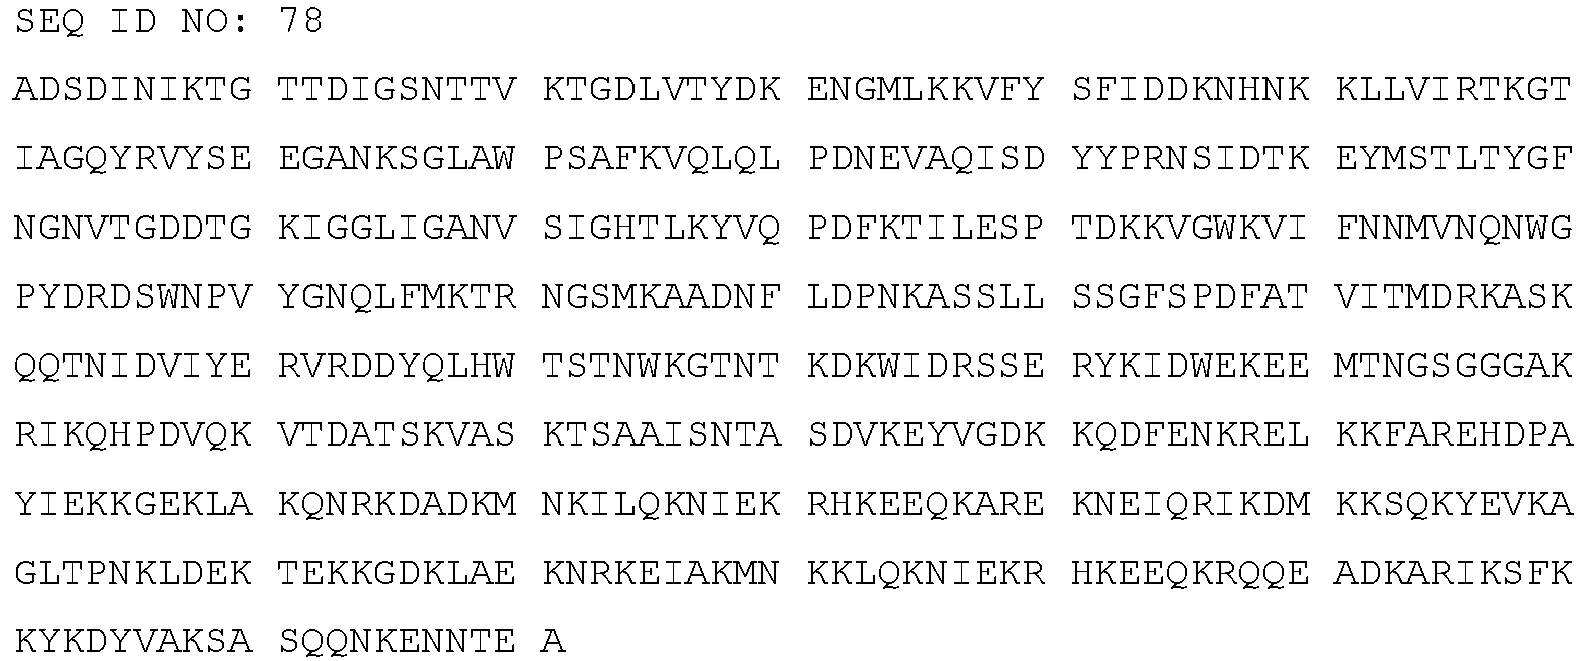 SEQ ID NO: 78
ADSDINIKTG TTDIGSNTTV KTGDLVTYDK ENGMLKKVFY SFIDDKNHNK KLLVIRTKGT
IAGQYRVYSE EGANKSGLAW PSAFKVQLQL PDNEVAQISD YYPRNSIDTK EYMSTLTYGF
NGNVTGDDTG KIGGLIGANV SIGHTLKYVQ PDFKTILESP TDKKVGWKVI FNNMVNQNWG
PYDRDSWNPV YGNQLFMKTR NGSMKAADNF LDPNKASSLL SSGFSPDFAT VITMDRKASK
QQTNIDVIYE RVRDDYQLHW TSTNWKGTNT KDKWIDRSSE RYKIDWEKEE MTNGSGGGAK
RIKQHPDVQK VTDATSKVAS KTSAAISNTA SDVKEYVGDK KQDFENKREL KKFAREHDPA
YIEKKGEKLA KQNRKDADKM NKILQKNIEK RHKEEQKARE KNEIQRIKDM KKSQKYEVKA
GLTPNKLDEK TEKKGDKLAE KNRKEIAKMN KKLQKNIEKR HKEEQKRQQE ADKARIKSFK
KYKDYVAKSA SQQNKENNTE A